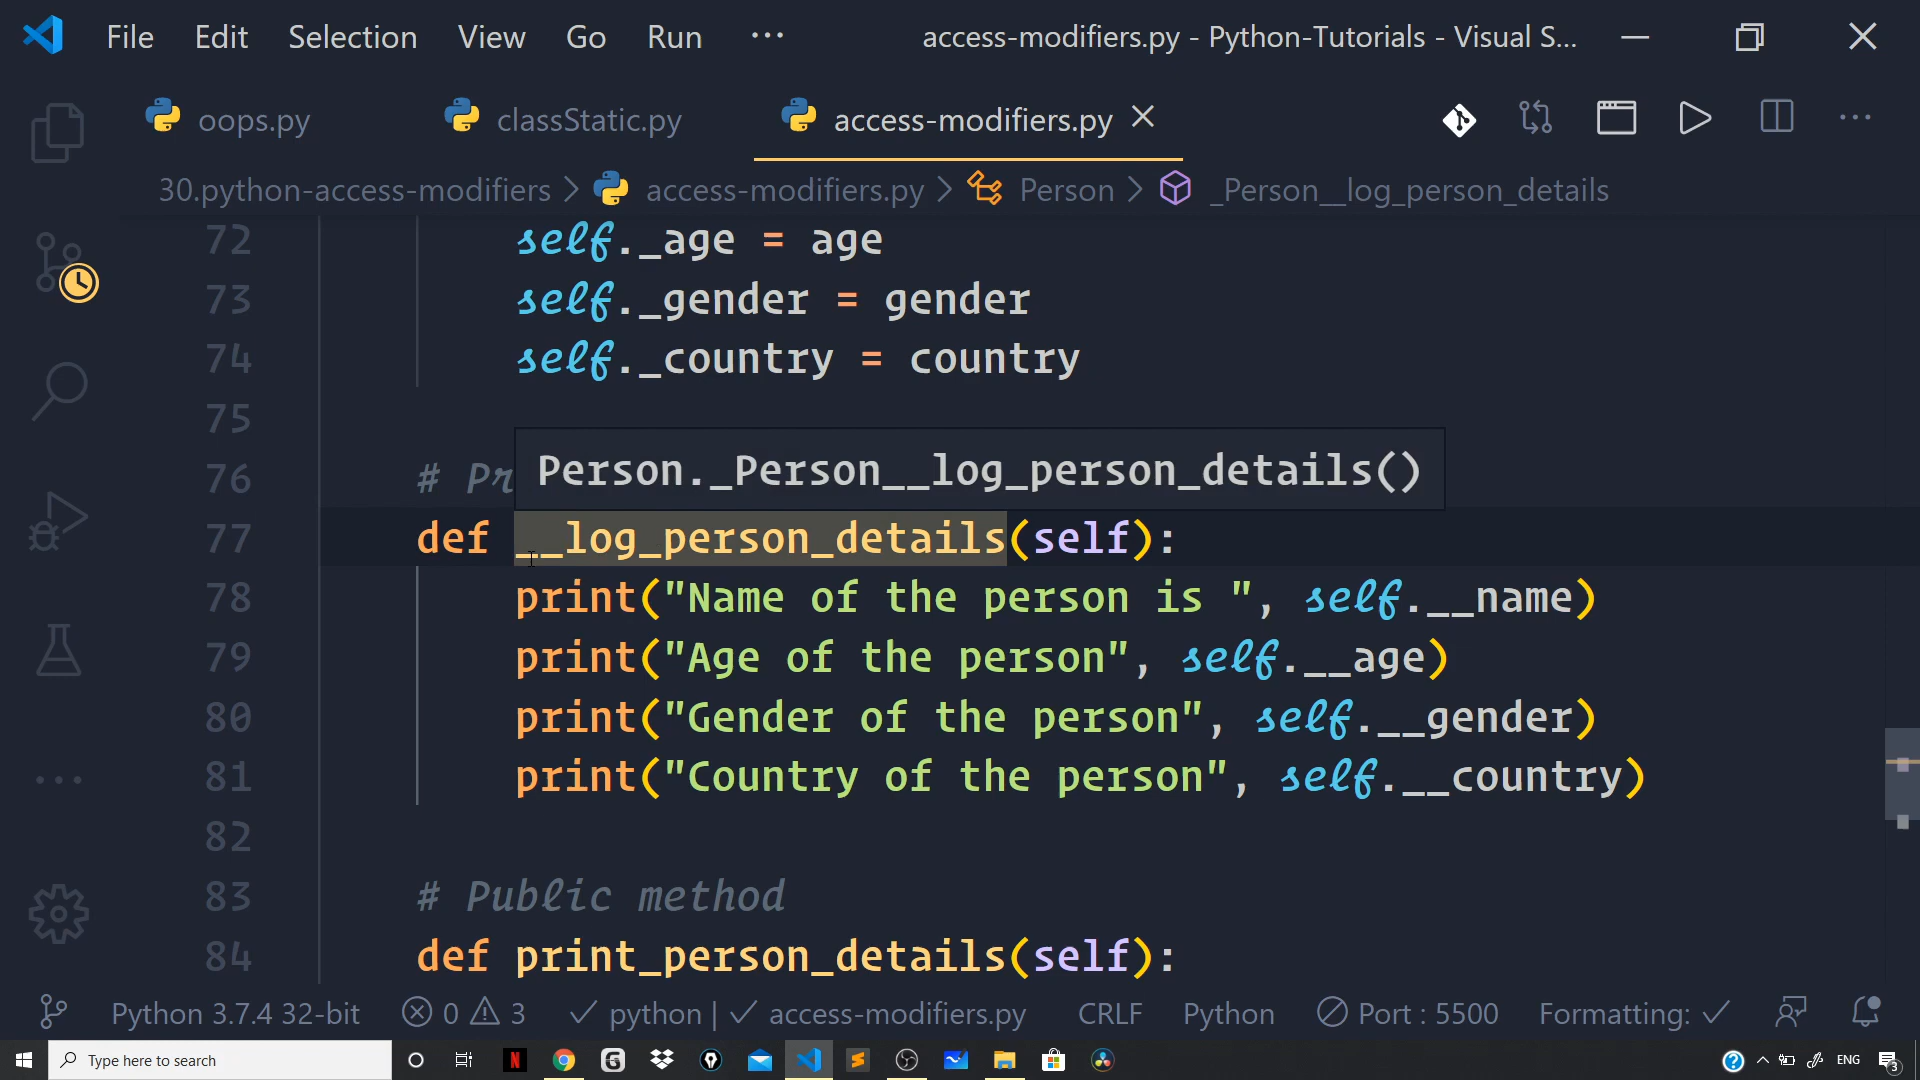 File Edit Selection View Go Run ··· access-modifiers.py - Python-Tutorials - Visual S...
oops.py classStatic.py access-modifiers.py
30.python-access-modifiers > access-modifiers.py > Person > _Person__log_person_details
72 self._age = age
73 self._gender = gender
74 self._country = country
75
Person._Person__log_person_details()
76 # Pr
77 def __log_person_details(self):
78 print("Name of the person is ", self.__name)
79 print("Age of the person", self.__age)
80 print("Gender of the person", self.__gender)
81 print("Country of the person", self.__country)
82
83 # Public method
84 def print_person_details(self):
Python 3.7.4 32-bit 0 3 python | access-modifiers.py CRLF Python Port : 5500 Formatting:
Type here to search ENG 3